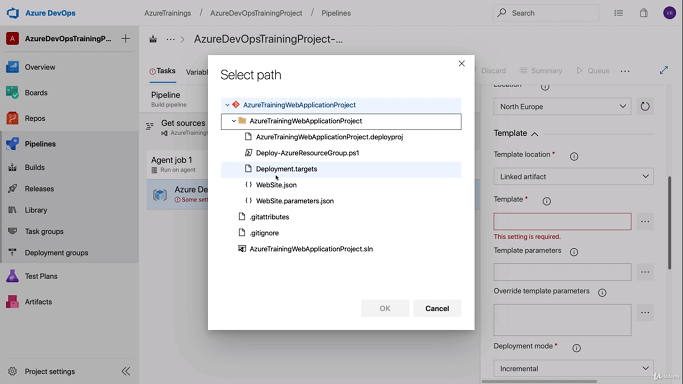 Azure DevOps
AzureTrainings / AzureDevOpsTrainingProject / Pipelines
Search
VK
A AzureDevOpsTrainingProj...
AzureDevOpsTrainingProject-...
Overview
Boards
Repos
Pipelines
Builds
Releases
Library
Task groups
Deployment groups
Test Plans
Artifacts
Project settings
Tasks
Variabl
Discard
Summary
Queue
Pipeline
Build pipeline
Get sources
AzureTraining
Agent job 1
Run on agent
Azure De
Some sett
Select path
AzureTrainingWebApplicationProject
AzureTrainingWebApplicationProject
AzureTrainingWebApplicationProject.deployproj
Deploy-AzureResourceGroup.ps1
Deployment.targets
WebSite.json
WebSite.parameters.json
.gitattributes
.gitignore
AzureTrainingWebApplicationProject.sln
OK
Cancel
Location *
North Europe
Template
Template location *
Linked artifact
Template *
This setting is required.
Template parameters
Override template parameters
Deployment mode *
Incremental
Udemy